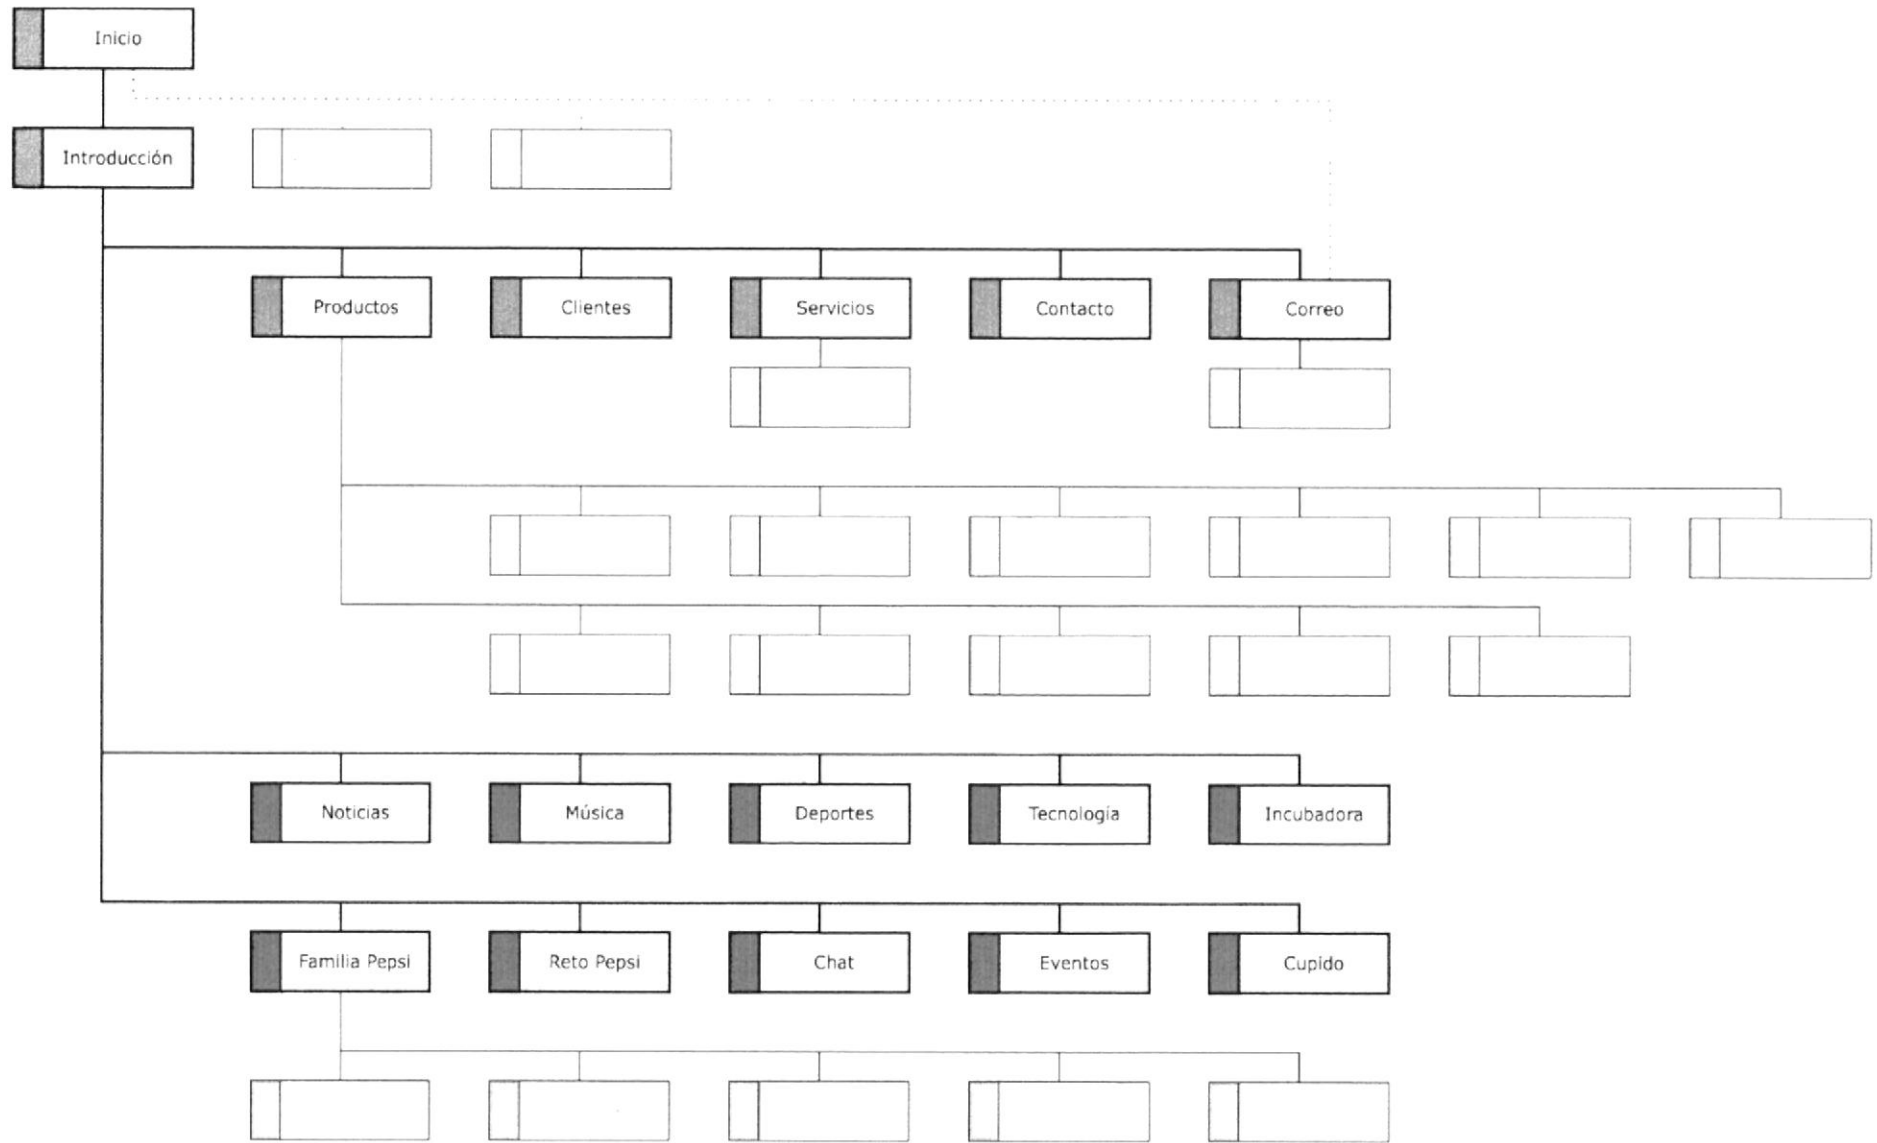 Inicio
Introducción
Productos
Clientes
Servicios
Contacto
Correo
Noticias
Música
Deportes
Tecnología
Incubadora
Familia Pepsi
Reto Pepsi
Chat
Eventos
Cupido